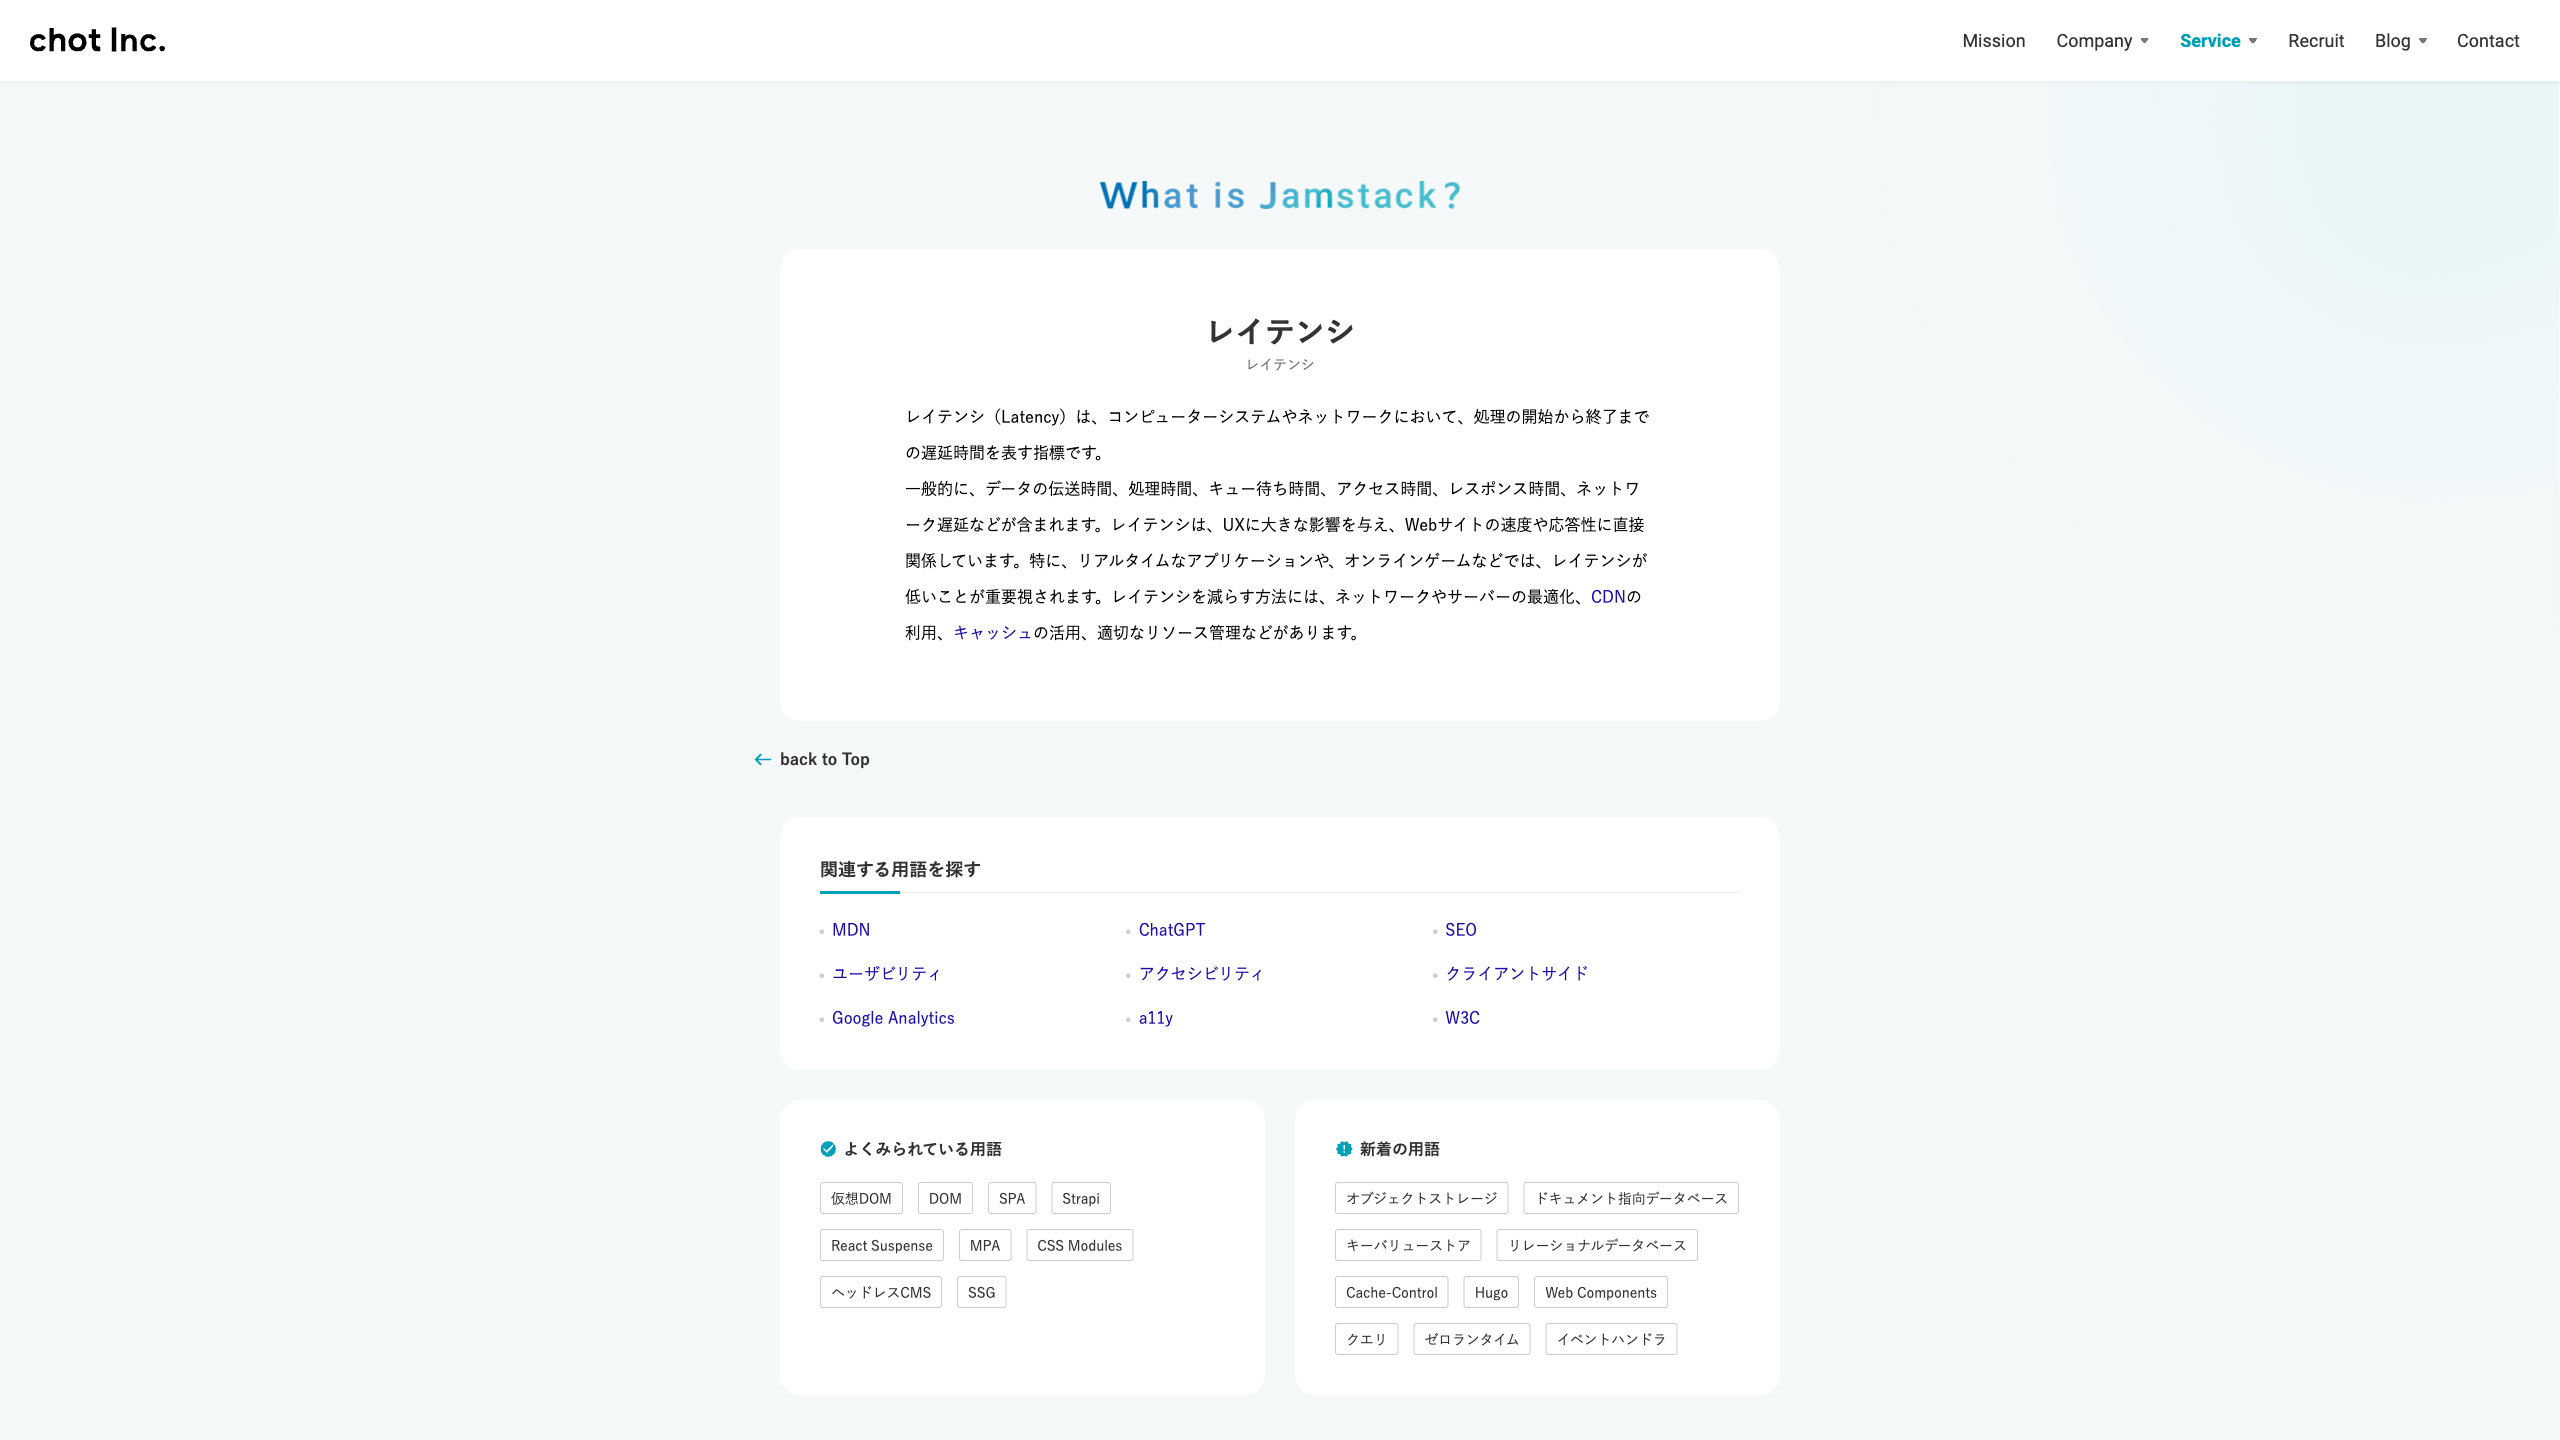 chot Inc.
Mission Company Service Recruit Blog Contact
What is Jamstack?
レイテンシ
レイテンシ
レイテンシ（Latency）は、コンピューターシステムやネットワークにおいて、処理の開始から終了まで
の遅延時間を表す指標です。
一般的に、データの伝送時間、処理時間、キュー待ち時間、アクセス時間、レスポンス時間、ネットワ
ーク遅延などが含まれます。レイテンシは、UXに大きな影響を与え、Webサイトの速度や応答性に直接
関係しています。特に、リアルタイムなアプリケーションや、オンラインゲームなどでは、レイテンシが
低いことが重要視されます。レイテンシを減らす方法には、ネットワークやサーバーの最適化、CDNの
利用、キャッシュの活用、適切なリソース管理などがあります。
back to Top
関連する用語を探す
MDN ChatGPT SEO
ユーザビリティ アクセシビリティ クライアントサイド
Google Analytics a11y W3C
よくみられている用語
仮想DOM DOM SPA Strapi
React Suspense MPA CSS Modules
ヘッドレスCMS SSG
新着の用語
オブジェクトストレージ ドキュメント指向データベース
キーバリューストア リレーショナルデータベース
Cache-Control Hugo Web Components
クエリ ゼロランタイム イベントハンドラ